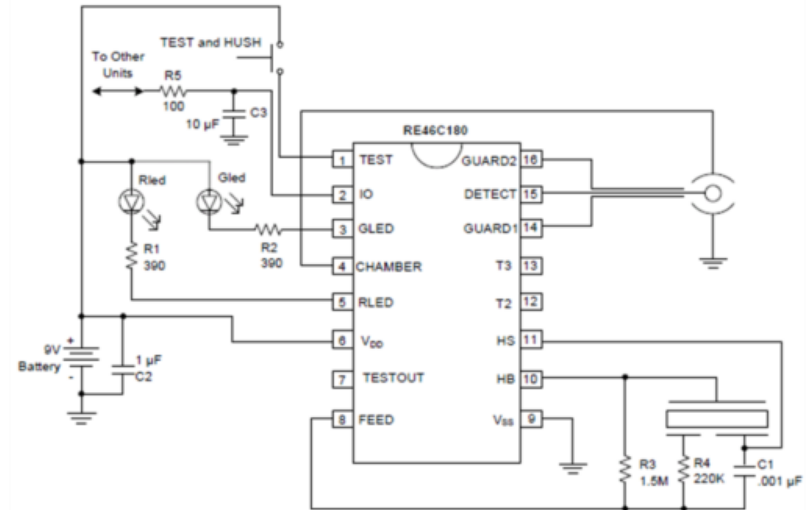 TEST and HUSH
To Other
Units
R5
100
C3
10 µF
RE46C180
1 TEST
GUARD2 16
Rled
Gled
2 IO
DETECT 15
3 GLED
GUARD1 14
R1
390
R2
390
4 CHAMBER
T3 13
5 RLED
T2 12
6 VDD
HS 11
9V
Battery
+
-
1 µF
C2
7 TESTOUT
HB 10
8 FEED
VSS 9
R3
1.5M
R4
220K
C1
.001 µF